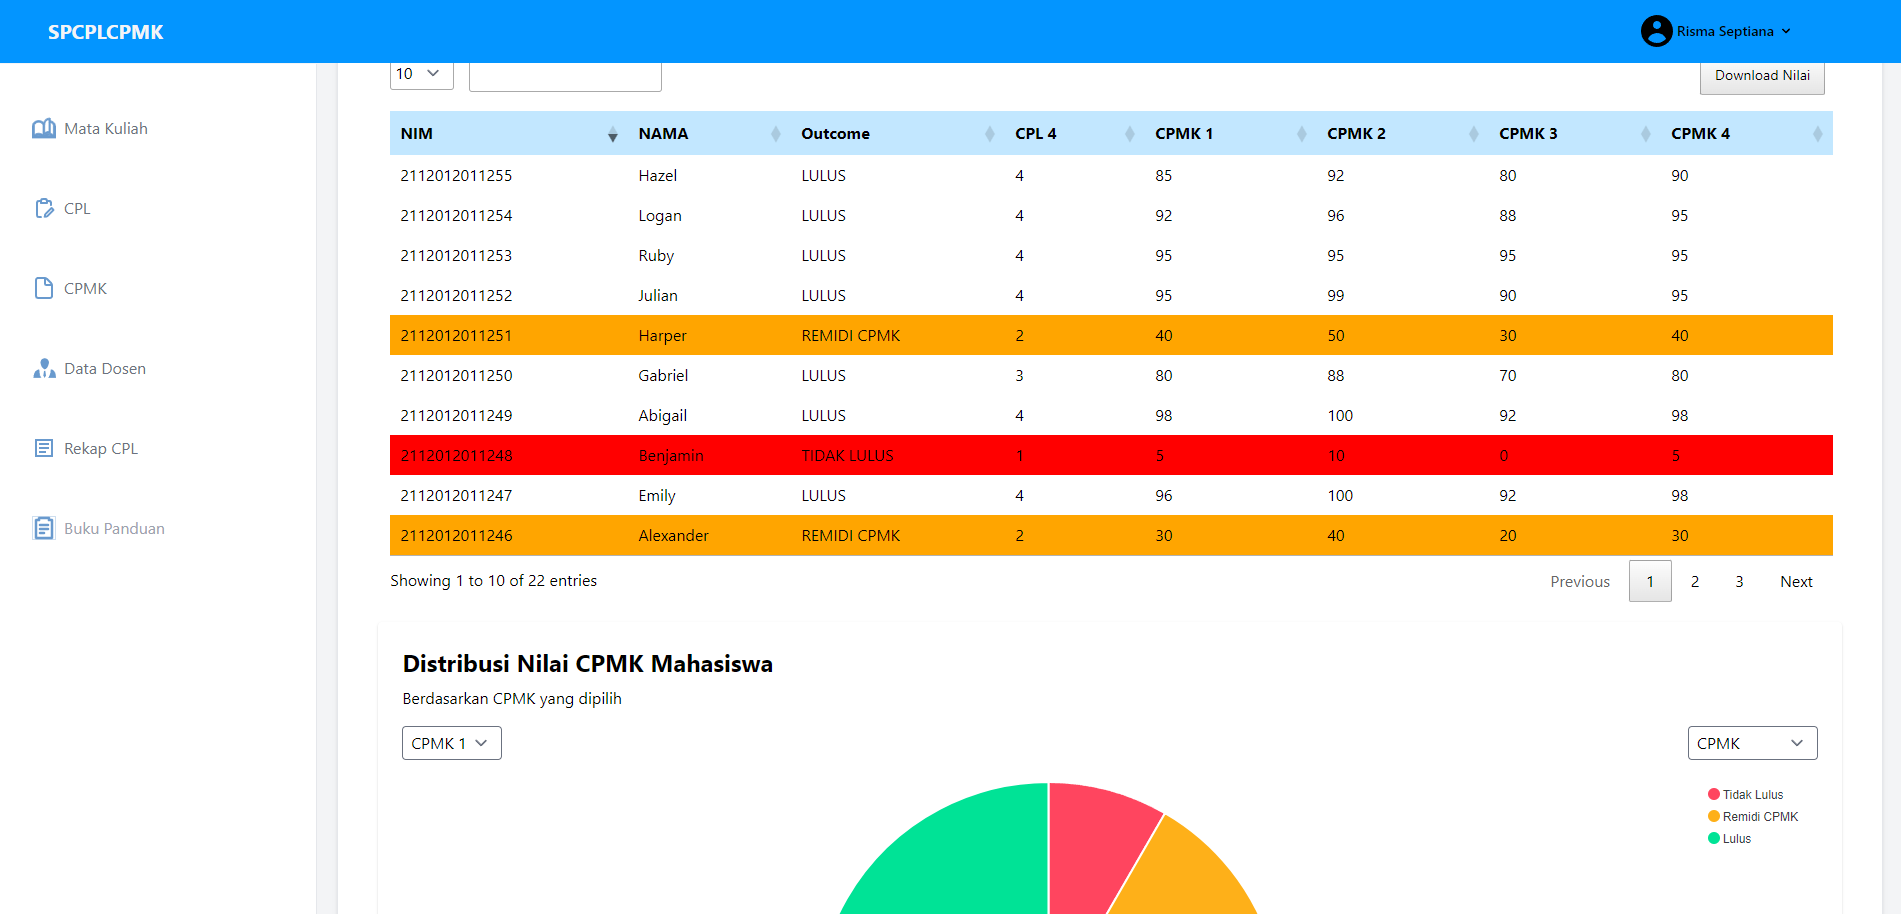 SPCPLCPMK
Risma Septiana
10
Download Nilai
Mata Kuliah
CPL
CPMK
Data Dosen
Rekap CPL
Buku Panduan
NIM NAMA Outcome CPL 4 CPMK 1 CPMK 2 CPMK 3 CPMK 4
2112012011255 Hazel LULUS 4 85 92 80 90
2112012011254 Logan LULUS 4 92 96 88 95
2112012011253 Ruby LULUS 4 95 95 95 95
2112012011252 Julian LULUS 4 95 99 90 95
2112012011251 Harper REMIDI CPMK 2 40 50 30 40
2112012011250 Gabriel LULUS 3 80 88 70 80
2112012011249 Abigail LULUS 4 98 100 92 98
2112012011248 Benjamin TIDAK LULUS 1 5 10 0 5
2112012011247 Emily LULUS 4 96 100 92 98
2112012011246 Alexander REMIDI CPMK 2 30 40 20 30
Showing 1 to 10 of 22 entries
Previous 1 2 3 Next
Distribusi Nilai CPMK Mahasiswa
Berdasarkan CPMK yang dipilih
CPMK 1
CPMK
Tidak Lulus
Remidi CPMK
Lulus